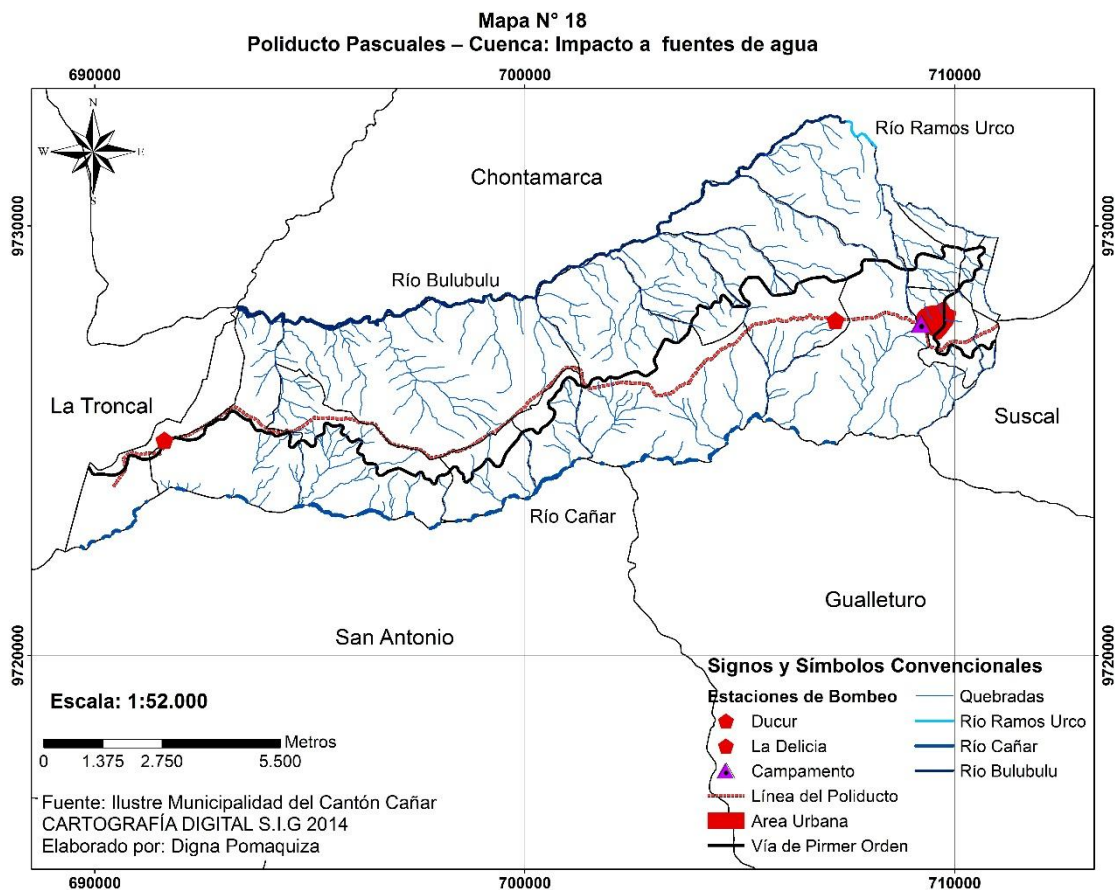 Mapa N° 18
Poliducto Pascuales – Cuenca: Impacto a fuentes de agua
690000
700000
710000
N
W
E
S
Río Ramos Urco
Chontamarca
9730000
9730000
Río Bulubulu
La Troncal
Suscal
Río Cañar
Gualleturo
San Antonio
9720000
9720000
Signos y Símbolos Convencionales
Estaciones de Bombeo
Ducur
La Delicia
Campamento
Línea del Poliducto
Area Urbana
Vía de Pirmer Orden
Quebradas
Río Ramos Urco
Río Cañar
Río Bulubulu
Escala: 1:52.000
Metros
0 1.375 2.750 5.500
Fuente: Ilustre Municipalidad del Cantón Cañar
CARTOGRAFÍA DIGITAL S.I.G 2014
Elaborado por: Digna Pomaquiza
690000
700000
710000